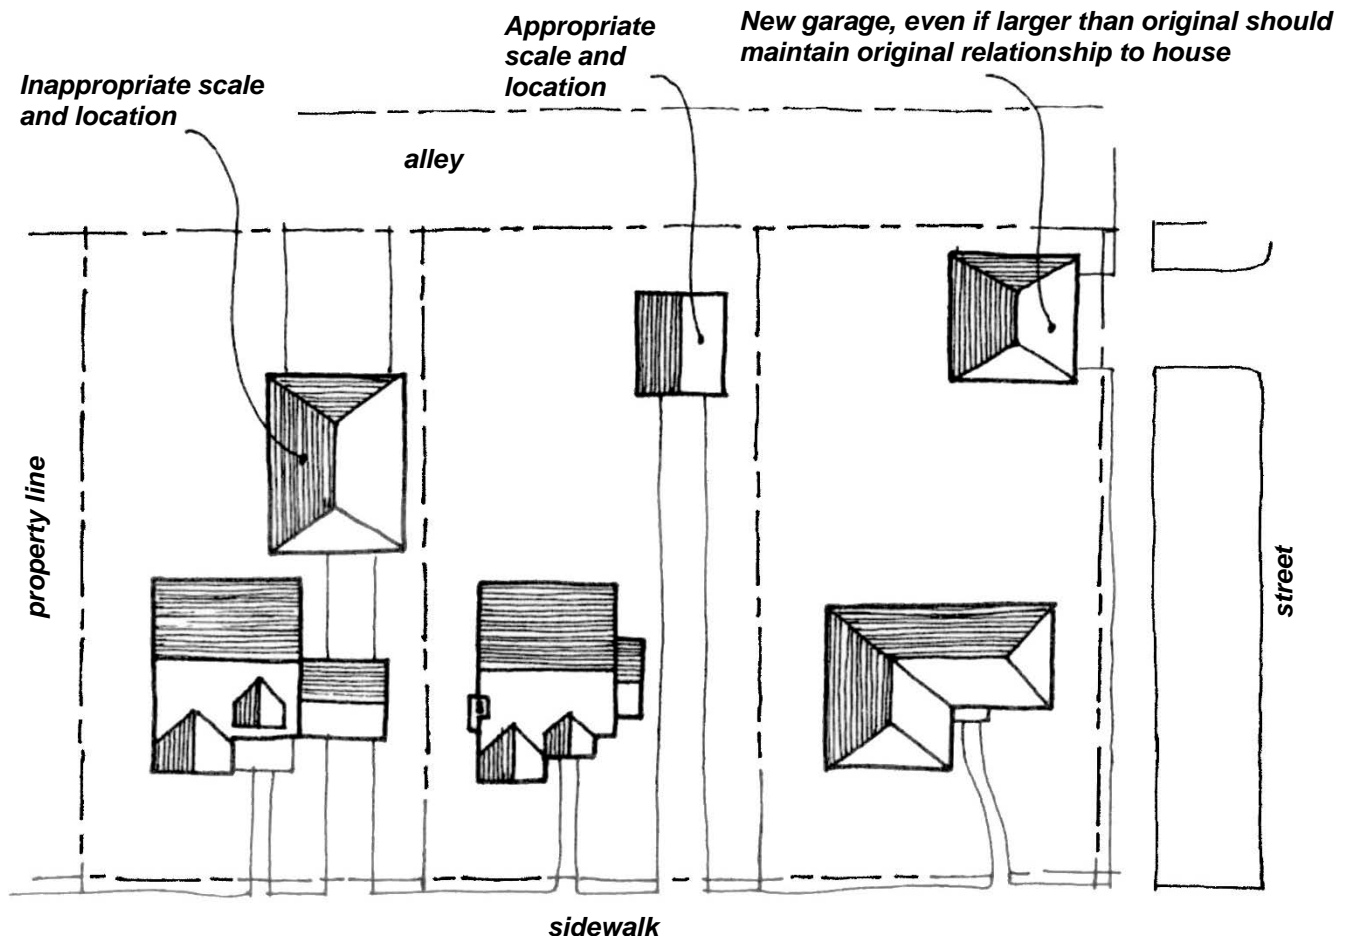 Inappropriate scale
and location
Appropriate
scale and
location
New garage, even if larger than original should
maintain original relationship to house
alley
property line
street
sidewalk